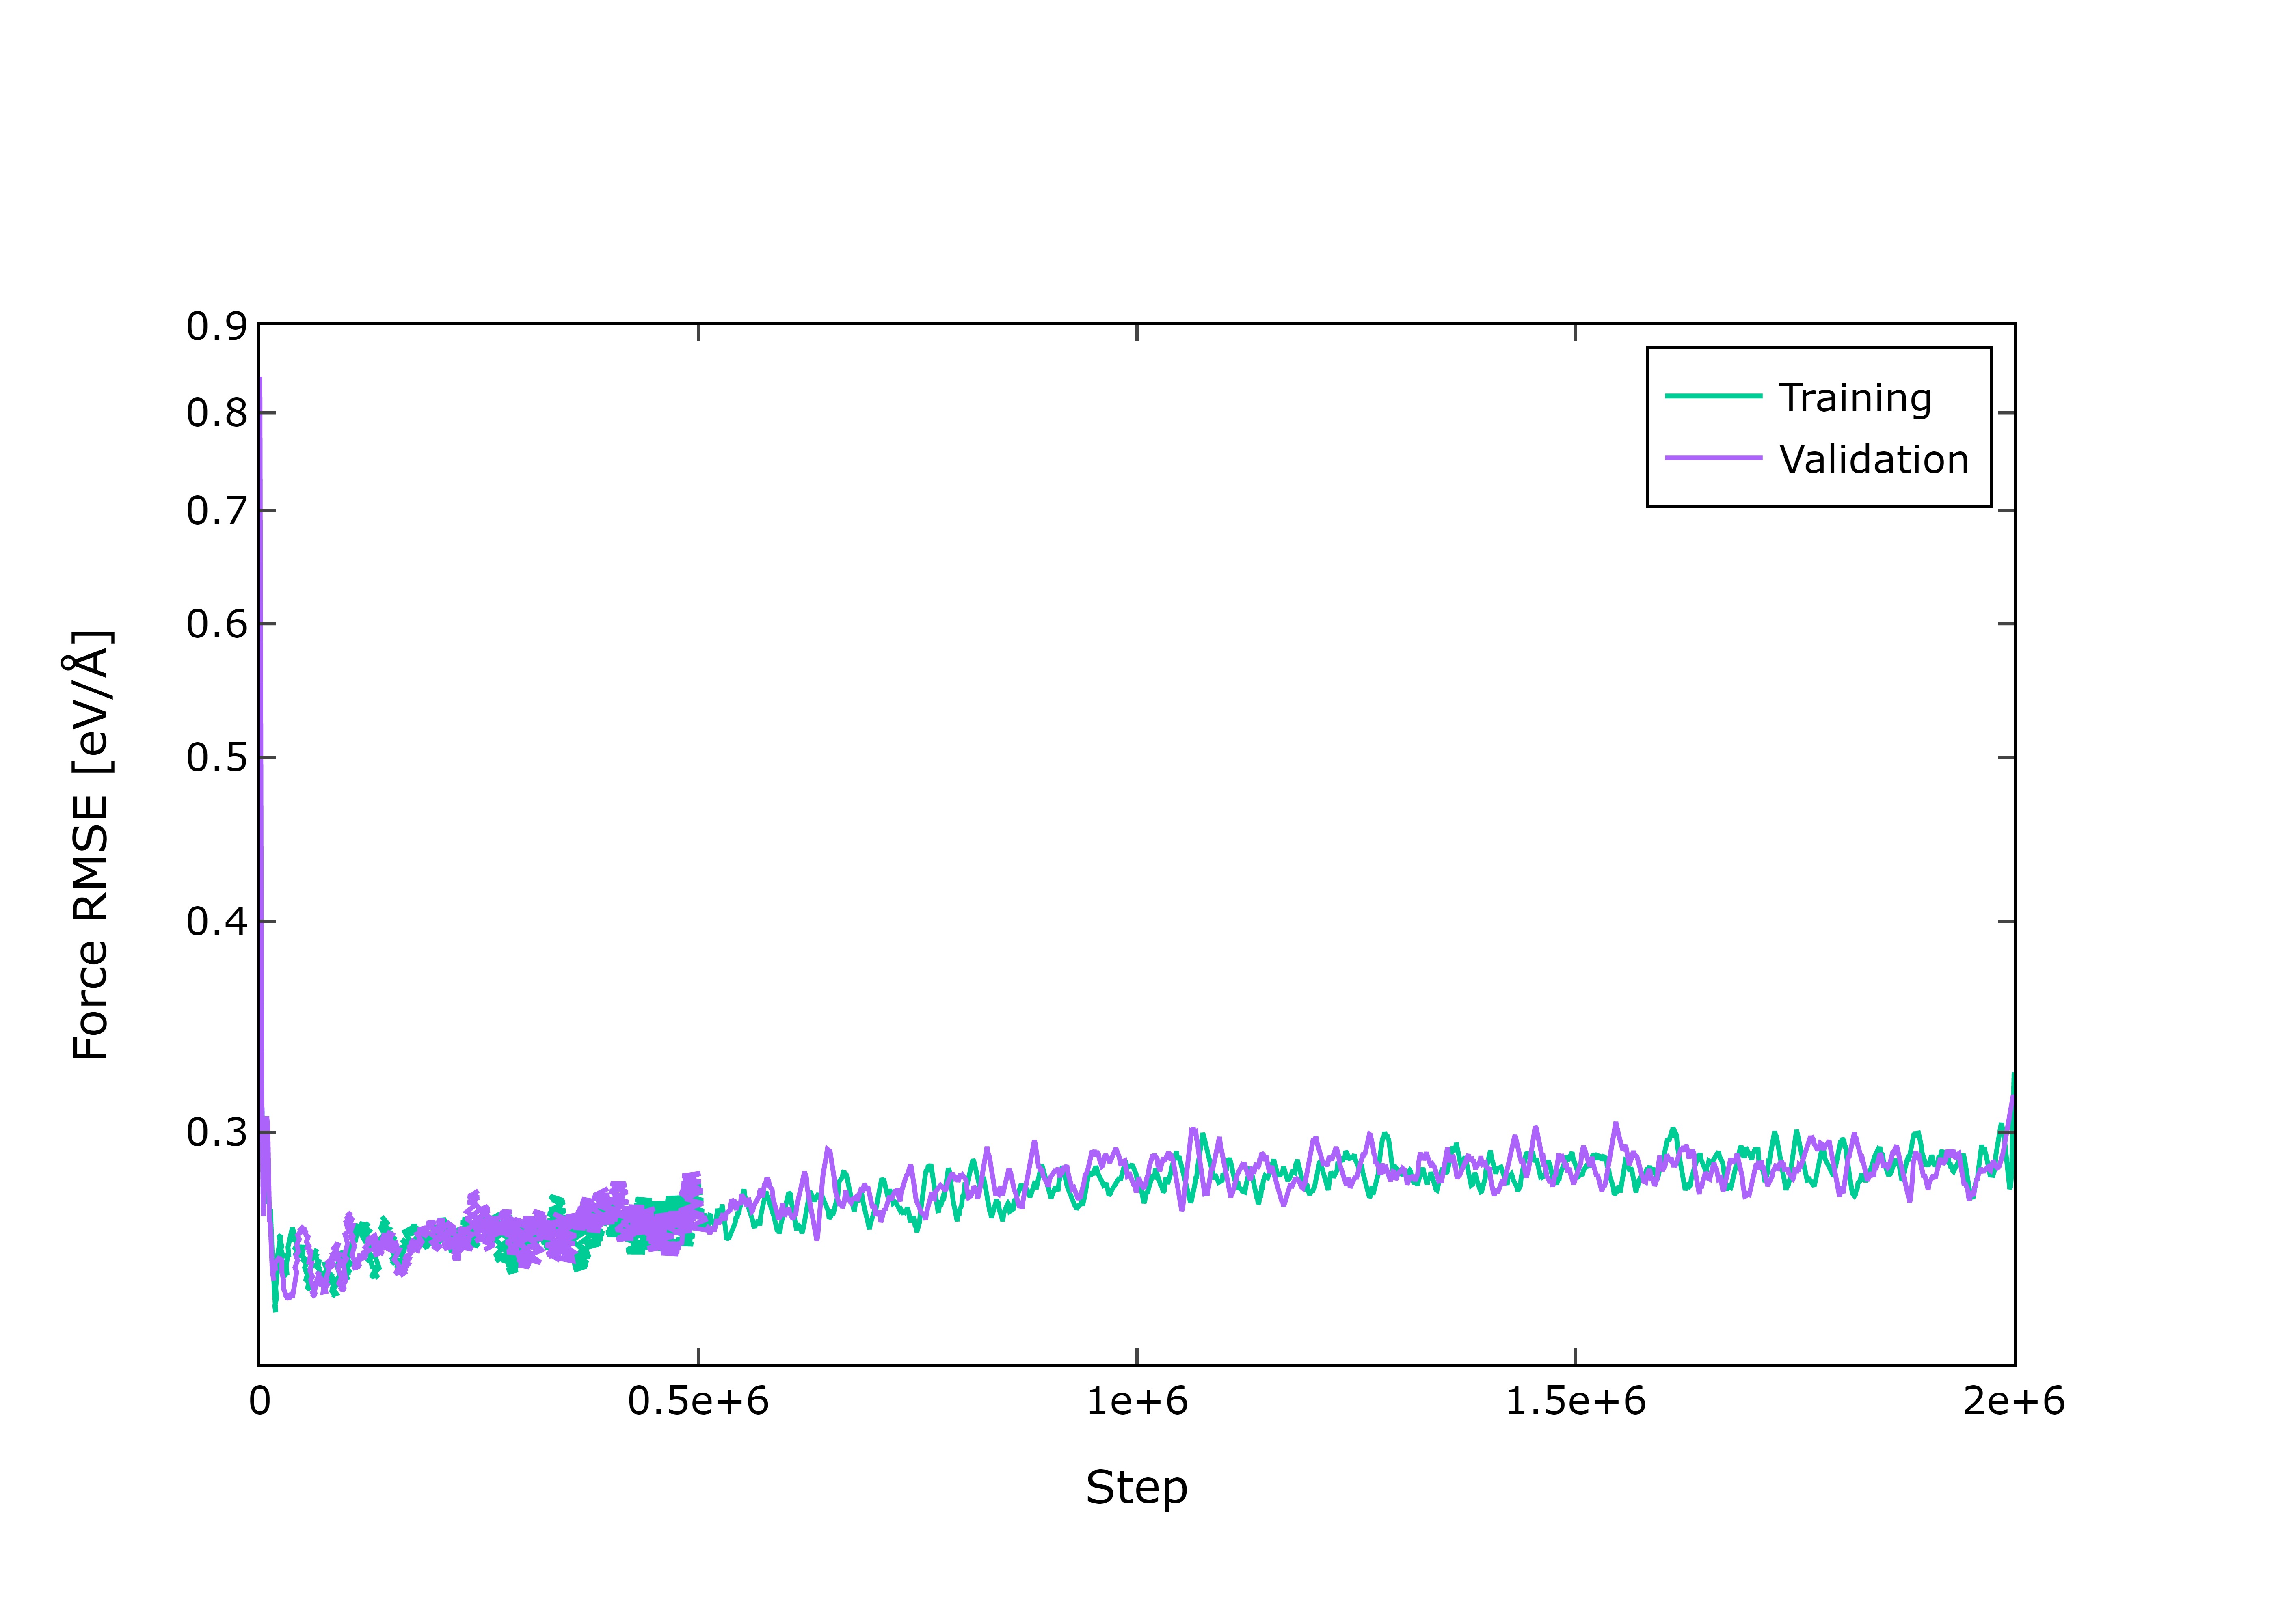 0.9
0.8
0.7
0.6
0.5
0.4
0.3
Force RMSE [eV/Å]
Training
Validation
0
0.5e+6
1e+6
1.5e+6
2e+6
Step